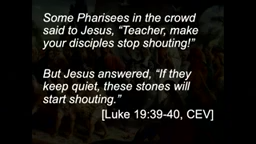 Some Pharisees in the crowd
said to Jesus, “Teacher, make
your disciples stop shouting!”
But Jesus answered, “If they
keep quiet, these stones will
start shouting.”
[Luke 19:39-40, CEV]